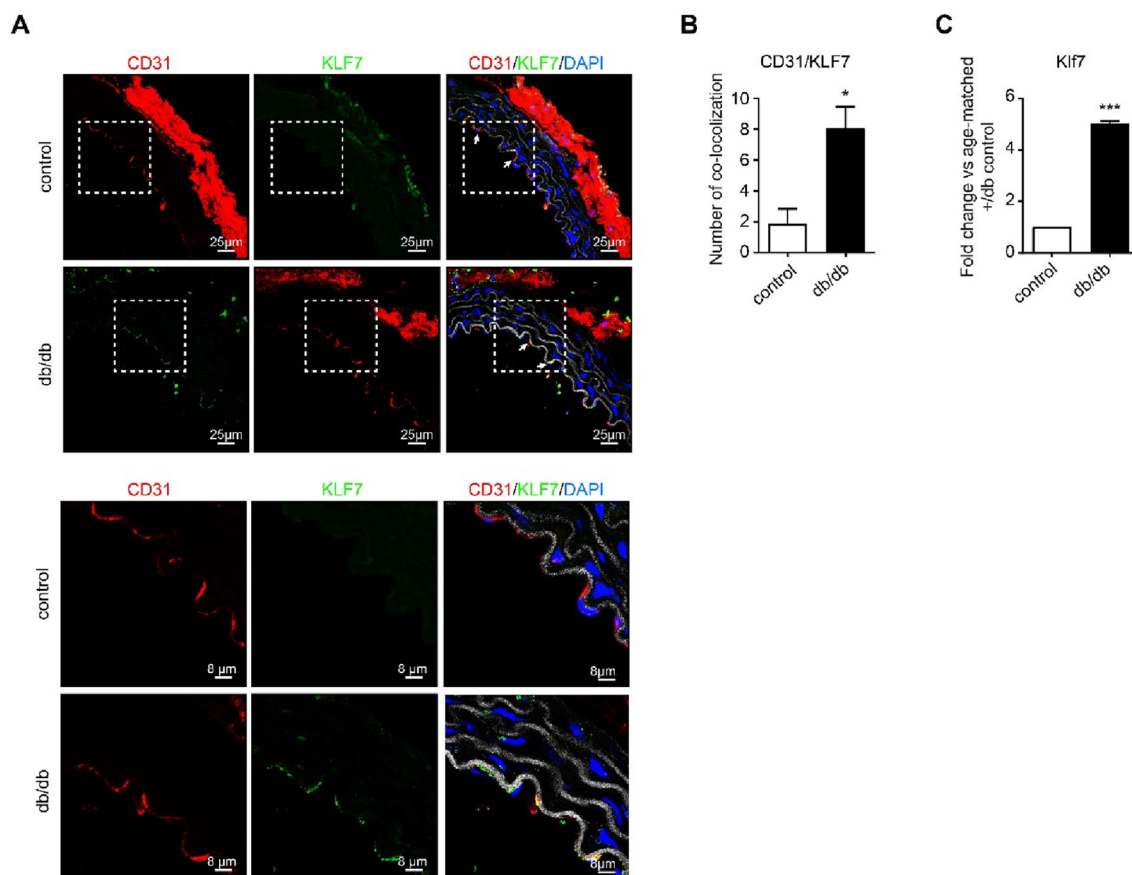 A
CD31
KLF7
CD31/KLF7/DAPI
control
25μm
25μm
25μm
db/db
25μm
25μm
25μm
CD31
KLF7
CD31/KLF7/DAPI
control
8 μm
8 μm
8μm
db/db
8 μm
8 μm
8μm
B
CD31/KLF7
Number of co-locolization
10
8
6
4
2
0
*
control
db/db
C
Klf7
Fold change vs age-matched
+/db control
6
4
2
0
***
control
db/db